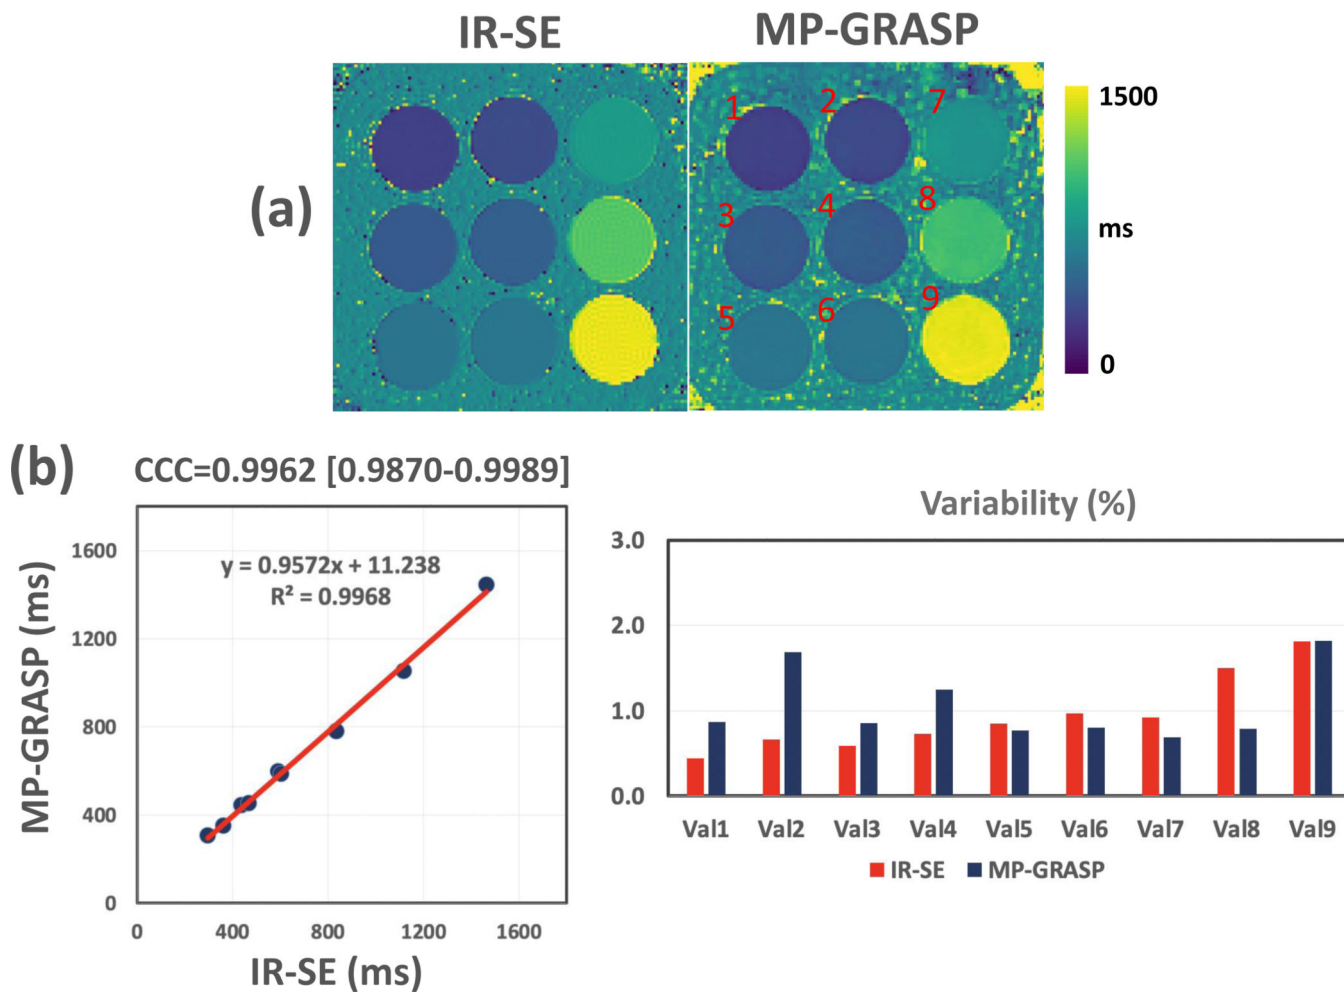 IR-SE MP-GRASP
(a)
1 2 7
3 4 8
5 6 9
1500
ms
0
(b) CCC=0.9962 [0.9870-0.9989]
y = 0.9572x + 11.238
R² = 0.9968
MP-GRASP (ms)
1600
1200
800
400
0
0 400 800 1200 1600
IR-SE (ms)
Variability (%)
3.0
2.0
1.0
0.0
Val1 Val2 Val3 Val4 Val5 Val6 Val7 Val8 Val9
IR-SE MP-GRASP